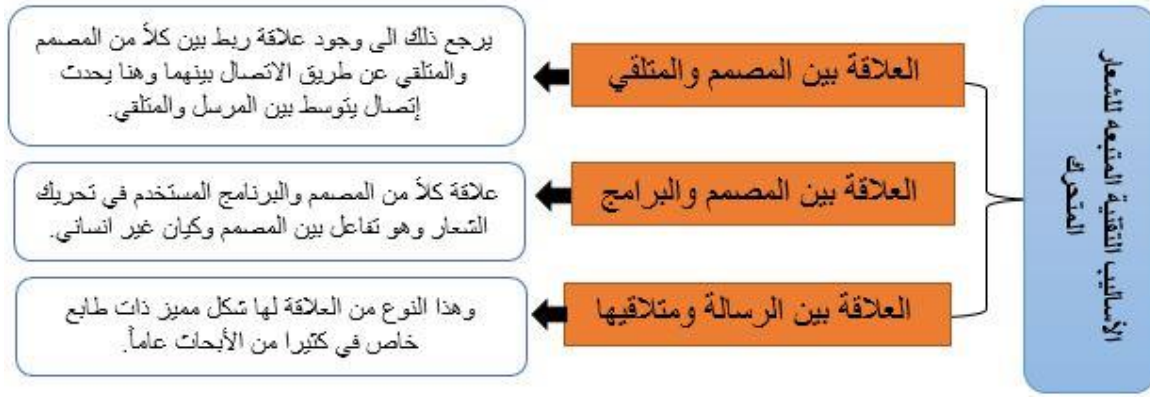 الأساليب التقنية المتبعه للشعار
المتحرك
العلاقة بين المصمم والمتلقي
يرجع ذلك الى وجود علاقة ربط بين كلاً من المصمم
والمتلقي عن طريق الاتصال بينهما وهنا يحدث
إتصال يتوسط بين المرسل والمتلقي.
العلاقة بين المصمم والبرامج
علاقة كلاً من المصمم والبرنامج المستخدم في تحريك
الشعار وهو تفاعل بين المصمم وكيان غير انساني.
العلاقة بين الرسالة ومتلاقيها
وهذا النوع من العلاقة لها شكل مميز ذات طابع
خاص في كثيرا من الأبحاث عاماً.